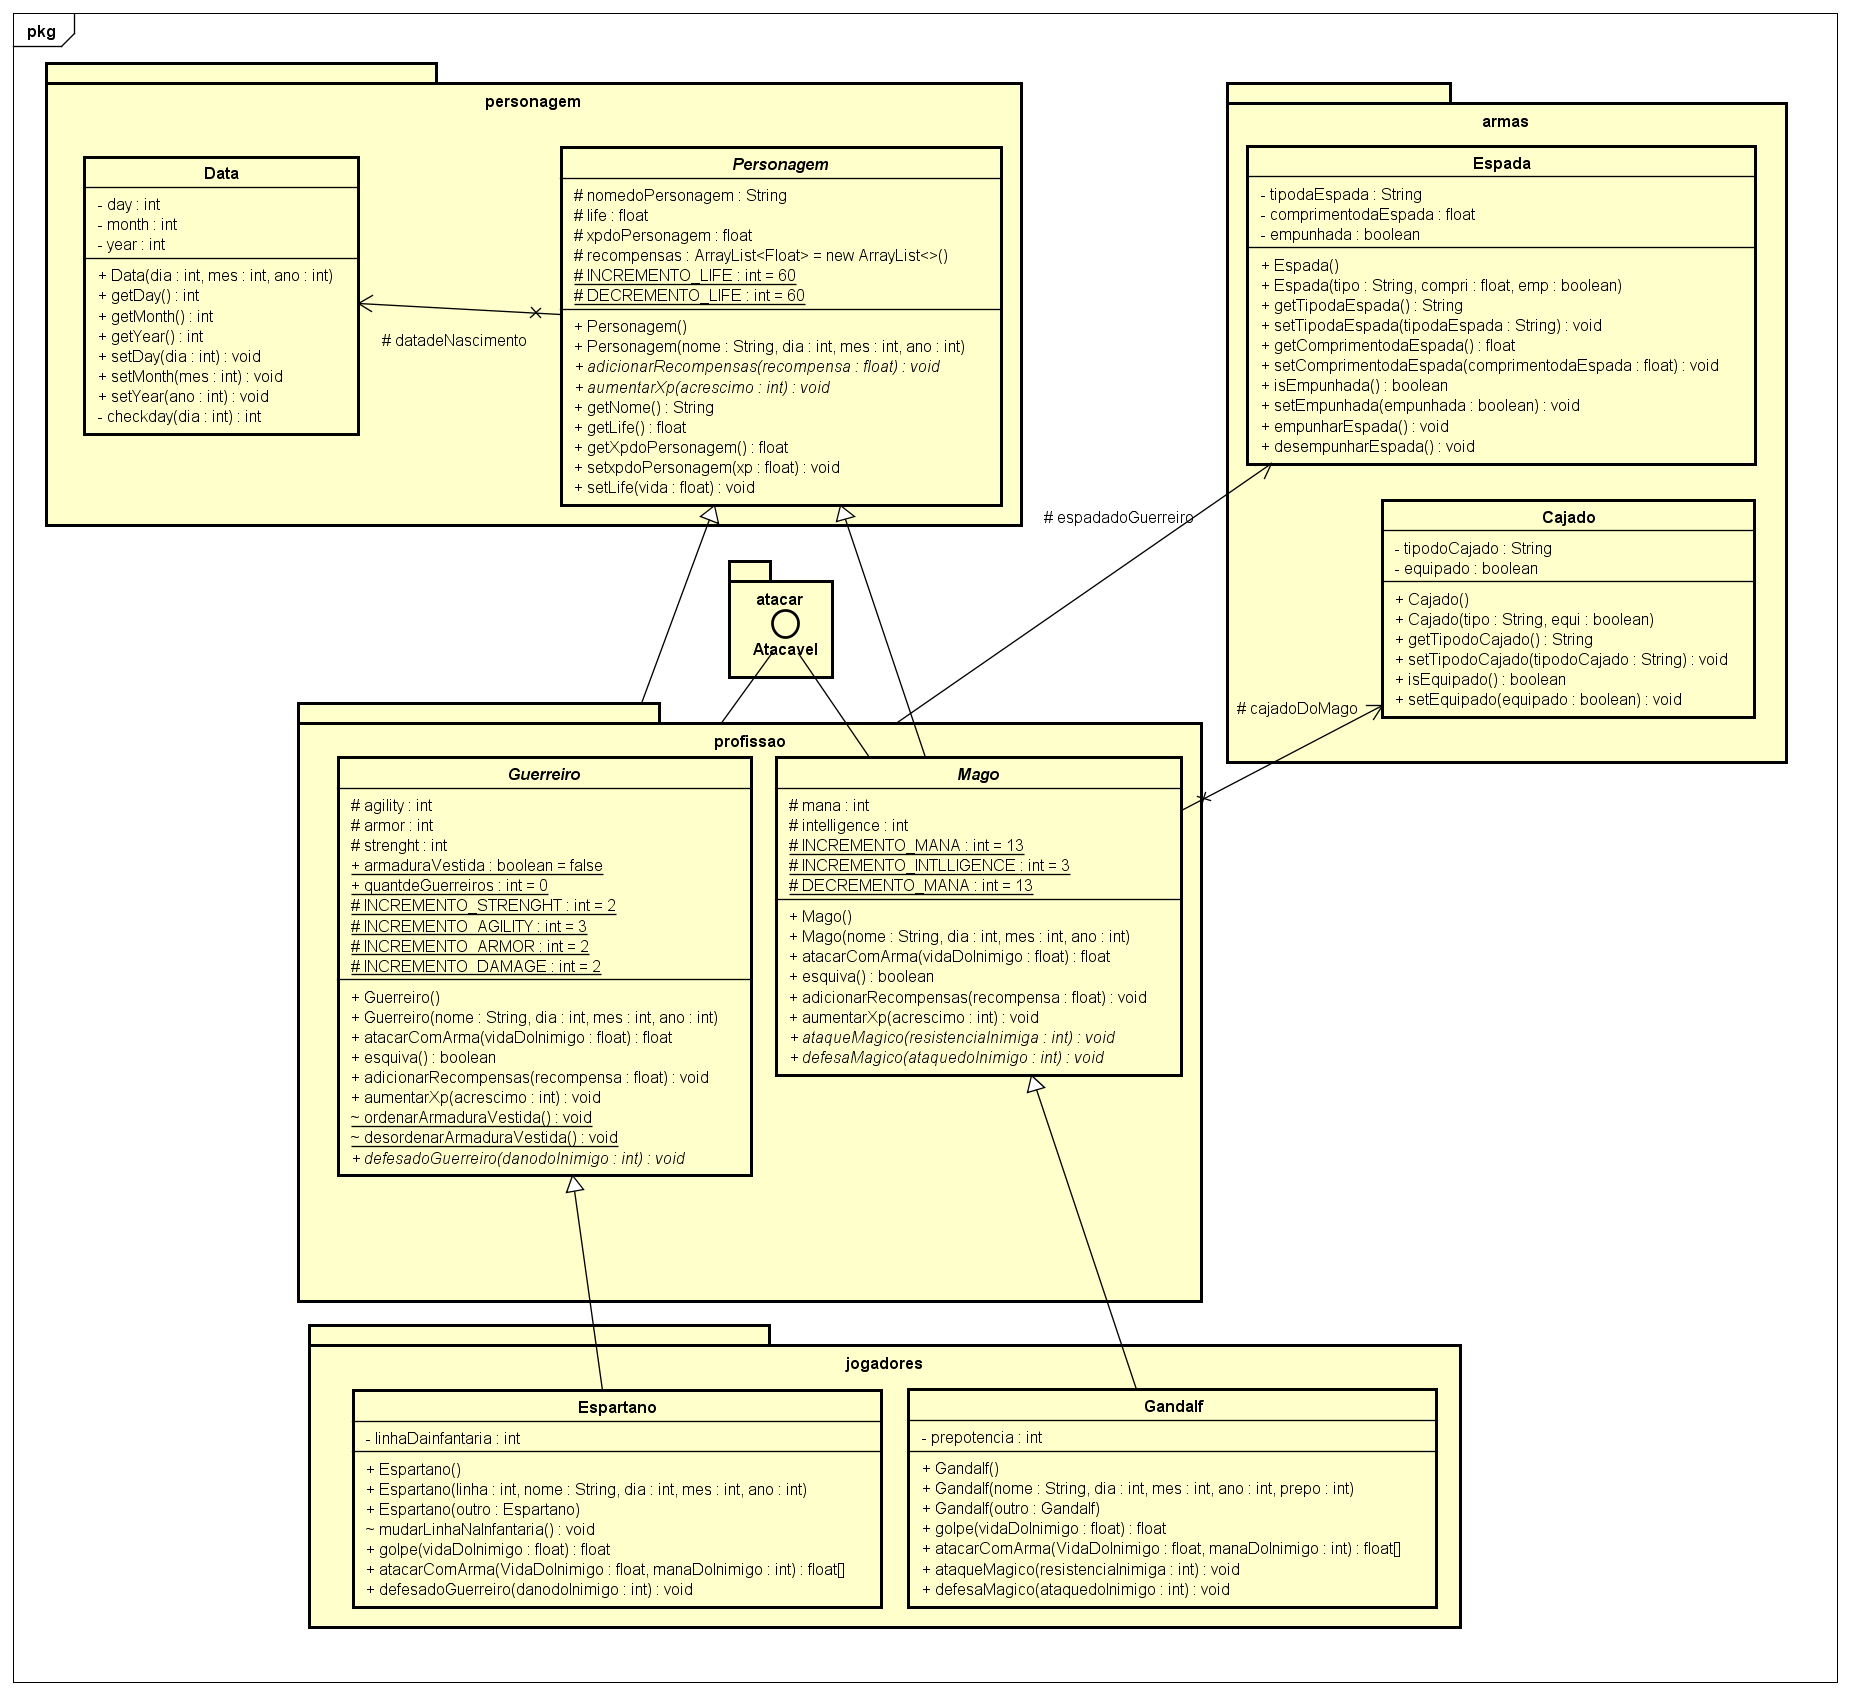 pkg
personagem
Data
- day : int
- month : int
- year : int
+ Data(dia : int, mes : int, ano : int)
+ getDay() : int
+ getMonth() : int
+ getYear() : int
+ setDay(dia : int) : void
+ setMonth(mes : int) : void
+ setYear(ano : int) : void
- checkday(dia : int) : int
# datadeNascimento
Personagem
# nomedoPersonagem : String
# life : float
# xpdoPersonagem : float
# recompensas : ArrayList<Float> = new ArrayList<>()
# INCREMENTO_LIFE : int = 60
# DECREMENTO_LIFE : int = 60
+ Personagem()
+ Personagem(nome : String, dia : int, mes : int, ano : int)
+ adicionarRecompensas(recompensa : float) : void
+ aumentarXp(acrescimo : int) : void
+ getNome() : String
+ getLife() : float
+ getXpdoPersonagem() : float
+ setxpdoPersonagem(xp : float) : void
+ setLife(vida : float) : void
armas
Espada
- tipodaEspada : String
- comprimentodaEspada : float
- empunhada : boolean
+ Espada()
+ Espada(tipo : String, compri : float, emp : boolean)
+ getTipodaEspada() : String
+ setTipodaEspada(tipodaEspada : String) : void
+ getComprimentodaEspada() : float
+ setComprimentodaEspada(comprimentodaEspada : float) : void
+ isEmpunhada() : boolean
+ setEmpunhada(empunhada : boolean) : void
+ empunharEspada() : void
+ desempunharEspada() : void
# espadadoGuerreiro
Cajado
- tipodoCajado : String
- equipado : boolean
+ Cajado()
+ Cajado(tipo : String, equi : boolean)
+ getTipodoCajado() : String
+ setTipodoCajado(tipodoCajado : String) : void
+ isEquipado() : boolean
+ setEquipado(equipado : boolean) : void
# cajadoDoMago
atacar
Atacavel
profissao
Guerreiro
# agility : int
# armor : int
# strenght : int
+ armaduraVestida : boolean = false
+ quantdeGuerreiros : int = 0
# INCREMENTO_STRENGHT : int = 2
# INCREMENTO_AGILITY : int = 3
# INCREMENTO_ARMOR : int = 2
# INCREMENTO_DAMAGE : int = 2
+ Guerreiro()
+ Guerreiro(nome : String, dia : int, mes : int, ano : int)
+ atacarComArma(vidaDoInimigo : float) : float
+ esquiva() : boolean
+ adicionarRecompensas(recompensa : float) : void
+ aumentarXp(acrescimo : int) : void
~ ordenarArmaduraVestida() : void
~ desordenarArmaduraVestida() : void
+ defesadoGuerreiro(danodoInimigo : int) : void
Mago
# mana : int
# intelligence : int
# INCREMENTO_MANA : int = 13
# INCREMENTO_INTLLIGENCE : int = 3
# DECREMENTO_MANA : int = 13
+ Mago()
+ Mago(nome : String, dia : int, mes : int, ano : int)
+ atacarComArma(vidaDoInimigo : float) : float
+ esquiva() : boolean
+ adicionarRecompensas(recompensa : float) : void
+ aumentarXp(acrescimo : int) : void
+ ataqueMagico(resistenciaInimiga : int) : void
+ defesaMagico(ataquedoInimigo : int) : void
jogadores
Espartano
- linhaDainfantaria : int
+ Espartano()
+ Espartano(linha : int, nome : String, dia : int, mes : int, ano : int)
+ Espartano(outro : Espartano)
~ mudarLinhaNaInfantaria() : void
+ golpe(vidaDoInimigo : float) : float
+ atacarComArma(VidaDoInimigo : float, manaDoInimigo : int) : float[]
+ defesadoGuerreiro(danodoInimigo : int) : void
Gandalf
- prepotencia : int
+ Gandalf()
+ Gandalf(nome : String, dia : int, mes : int, ano : int, prepo : int)
+ Gandalf(outro : Gandalf)
+ golpe(vidaDoInimigo : float) : float
+ atacarComArma(VidaDoInimigo : float, manaDoInimigo : int) : float[]
+ ataqueMagico(resistenciaInimiga : int) : void
+ defesaMagico(ataquedoInimigo : int) : void